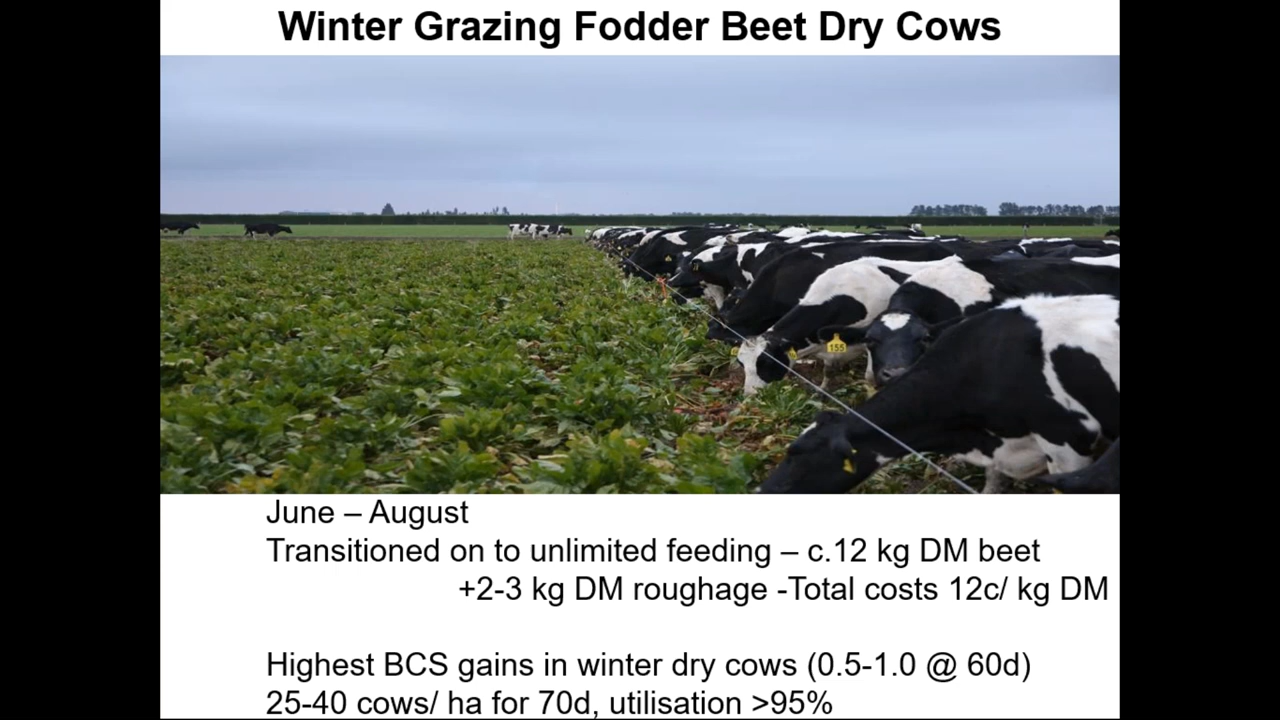 Winter Grazing Fodder Beet Dry Cows
155
June – August
Transitioned on to unlimited feeding – c.12 kg DM beet
+2-3 kg DM roughage -Total costs 12c/ kg DM
Highest BCS gains in winter dry cows (0.5-1.0 @ 60d)
25-40 cows/ ha for 70d, utilisation >95%